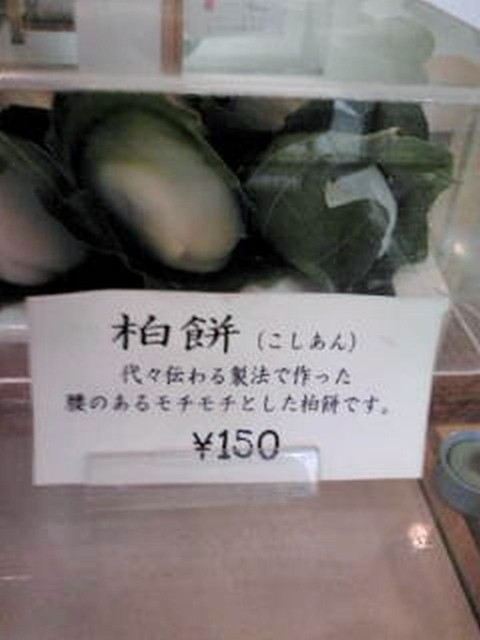 柏餅（こしあん）
代々伝わる製法で作った
腰のあるモチモチとした柏餅です。
¥150